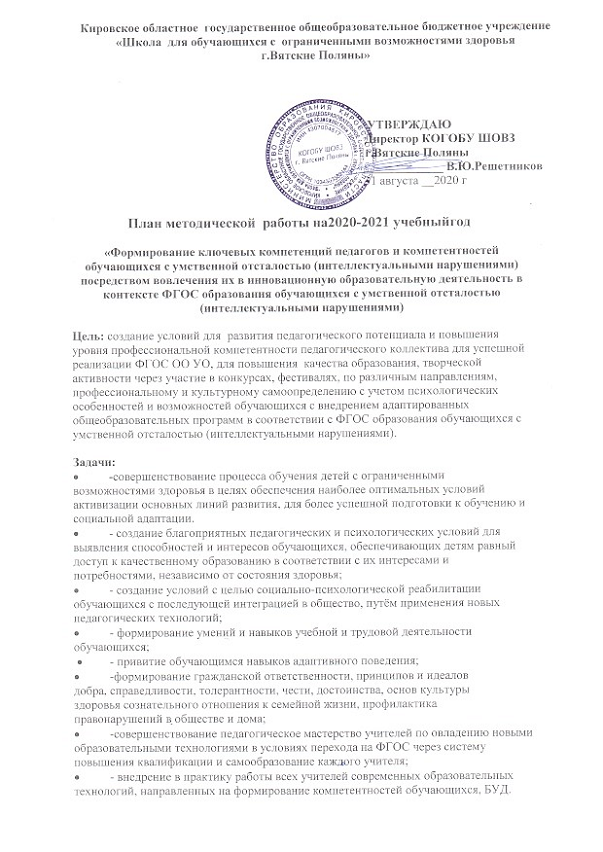 Кировское областное государственное общеобразовательное бюджетное учреждение
«Школа для обучающихся с ограниченными возможностями здоровья
г.Вятские Поляны»
УТВЕРЖДАЮ
Директор КОГОБУ ШОВЗ
г.Вятские Поляны
В.Ю.Решетников
августа __2020 г
КОГОБУ ШОВЗ
г. Вятские Поляны
План методической работы на2020-2021 учебныйгод
«Формирование ключевых компетенций педагогов и компетентностей
обучающихся с умственной отсталостью (интеллектуальными нарушениями)
посредством вовлечения их в инновационную образовательную деятельность в
контексте ФГОС образования обучающихся с умственной отсталостью
(интеллектуальными нарушениями)
Цель: создание условий для развития педагогического потенциала и повышения
уровня профессиональной компетентности педагогического коллектива для успешной
реализации ФГОС ОО УО, для повышения качества образования, творческой
активности через участие в конкурсах, фестивалях, по различным направлениям,
профессиональному и культурному самоопределению с учетом психологических
особенностей и возможностей обучающихся с внедрением адаптированных
общеобразовательных программ в соответствии с ФГОС образования обучающихся с
умственной отсталостью (интеллектуальными нарушениями).
Задачи:
• -совершенствование процесса обучения детей с ограниченными
возможностями здоровья в целях обеспечения наиболее оптимальных условий
активизации основных линий развития, для более успешной подготовки к обучению и
социальной адаптации.
• - создание благоприятных педагогических и психологических условий для
выявления способностей и интересов обучающихся, обеспечивающих детям равный
доступ к качественному образованию в соответствии с их интересами и
потребностями, независимо от состояния здоровья;
• - создание условий с целью социально-психологической реабилитации
обучающихся с последующей интеграцией в общество, путём применения новых
педагогических технологий;
• - формирование умений и навыков учебной и трудовой деятельности
обучающихся;
• - привитие обучающимся навыков адаптивного поведения;
• -формирование гражданской ответственности, принципов и идеалов
добра, справедливости, толерантности, чести, достоинства, основ культуры
здоровья сознательного отношения к семейной жизни, профилактика
правонарушений в обществе и дома;
• -совершенствование педагогическое мастерство учителей по овладению новыми
образовательными технологиями в условиях перехода на ФГОС через систему
повышения квалификации и самообразование каждого учителя;
• - внедрение в практику работы всех учителей современных образовательных
технологий, направленных на формирование компетентностей обучающихся, БУД.